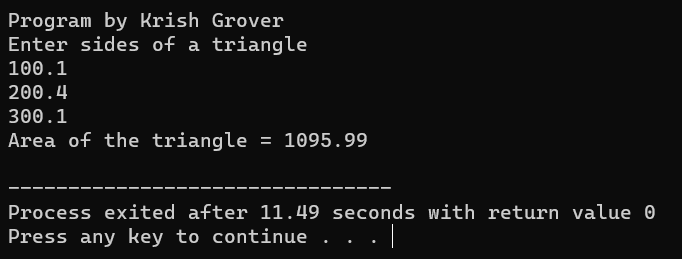 Program by Krish Grover
Enter sides of a triangle
100.1
200.4
300.1
Area of the triangle = 1095.99
--------------------------------
Process exited after 11.49 seconds with return value 0
Press any key to continue . . .